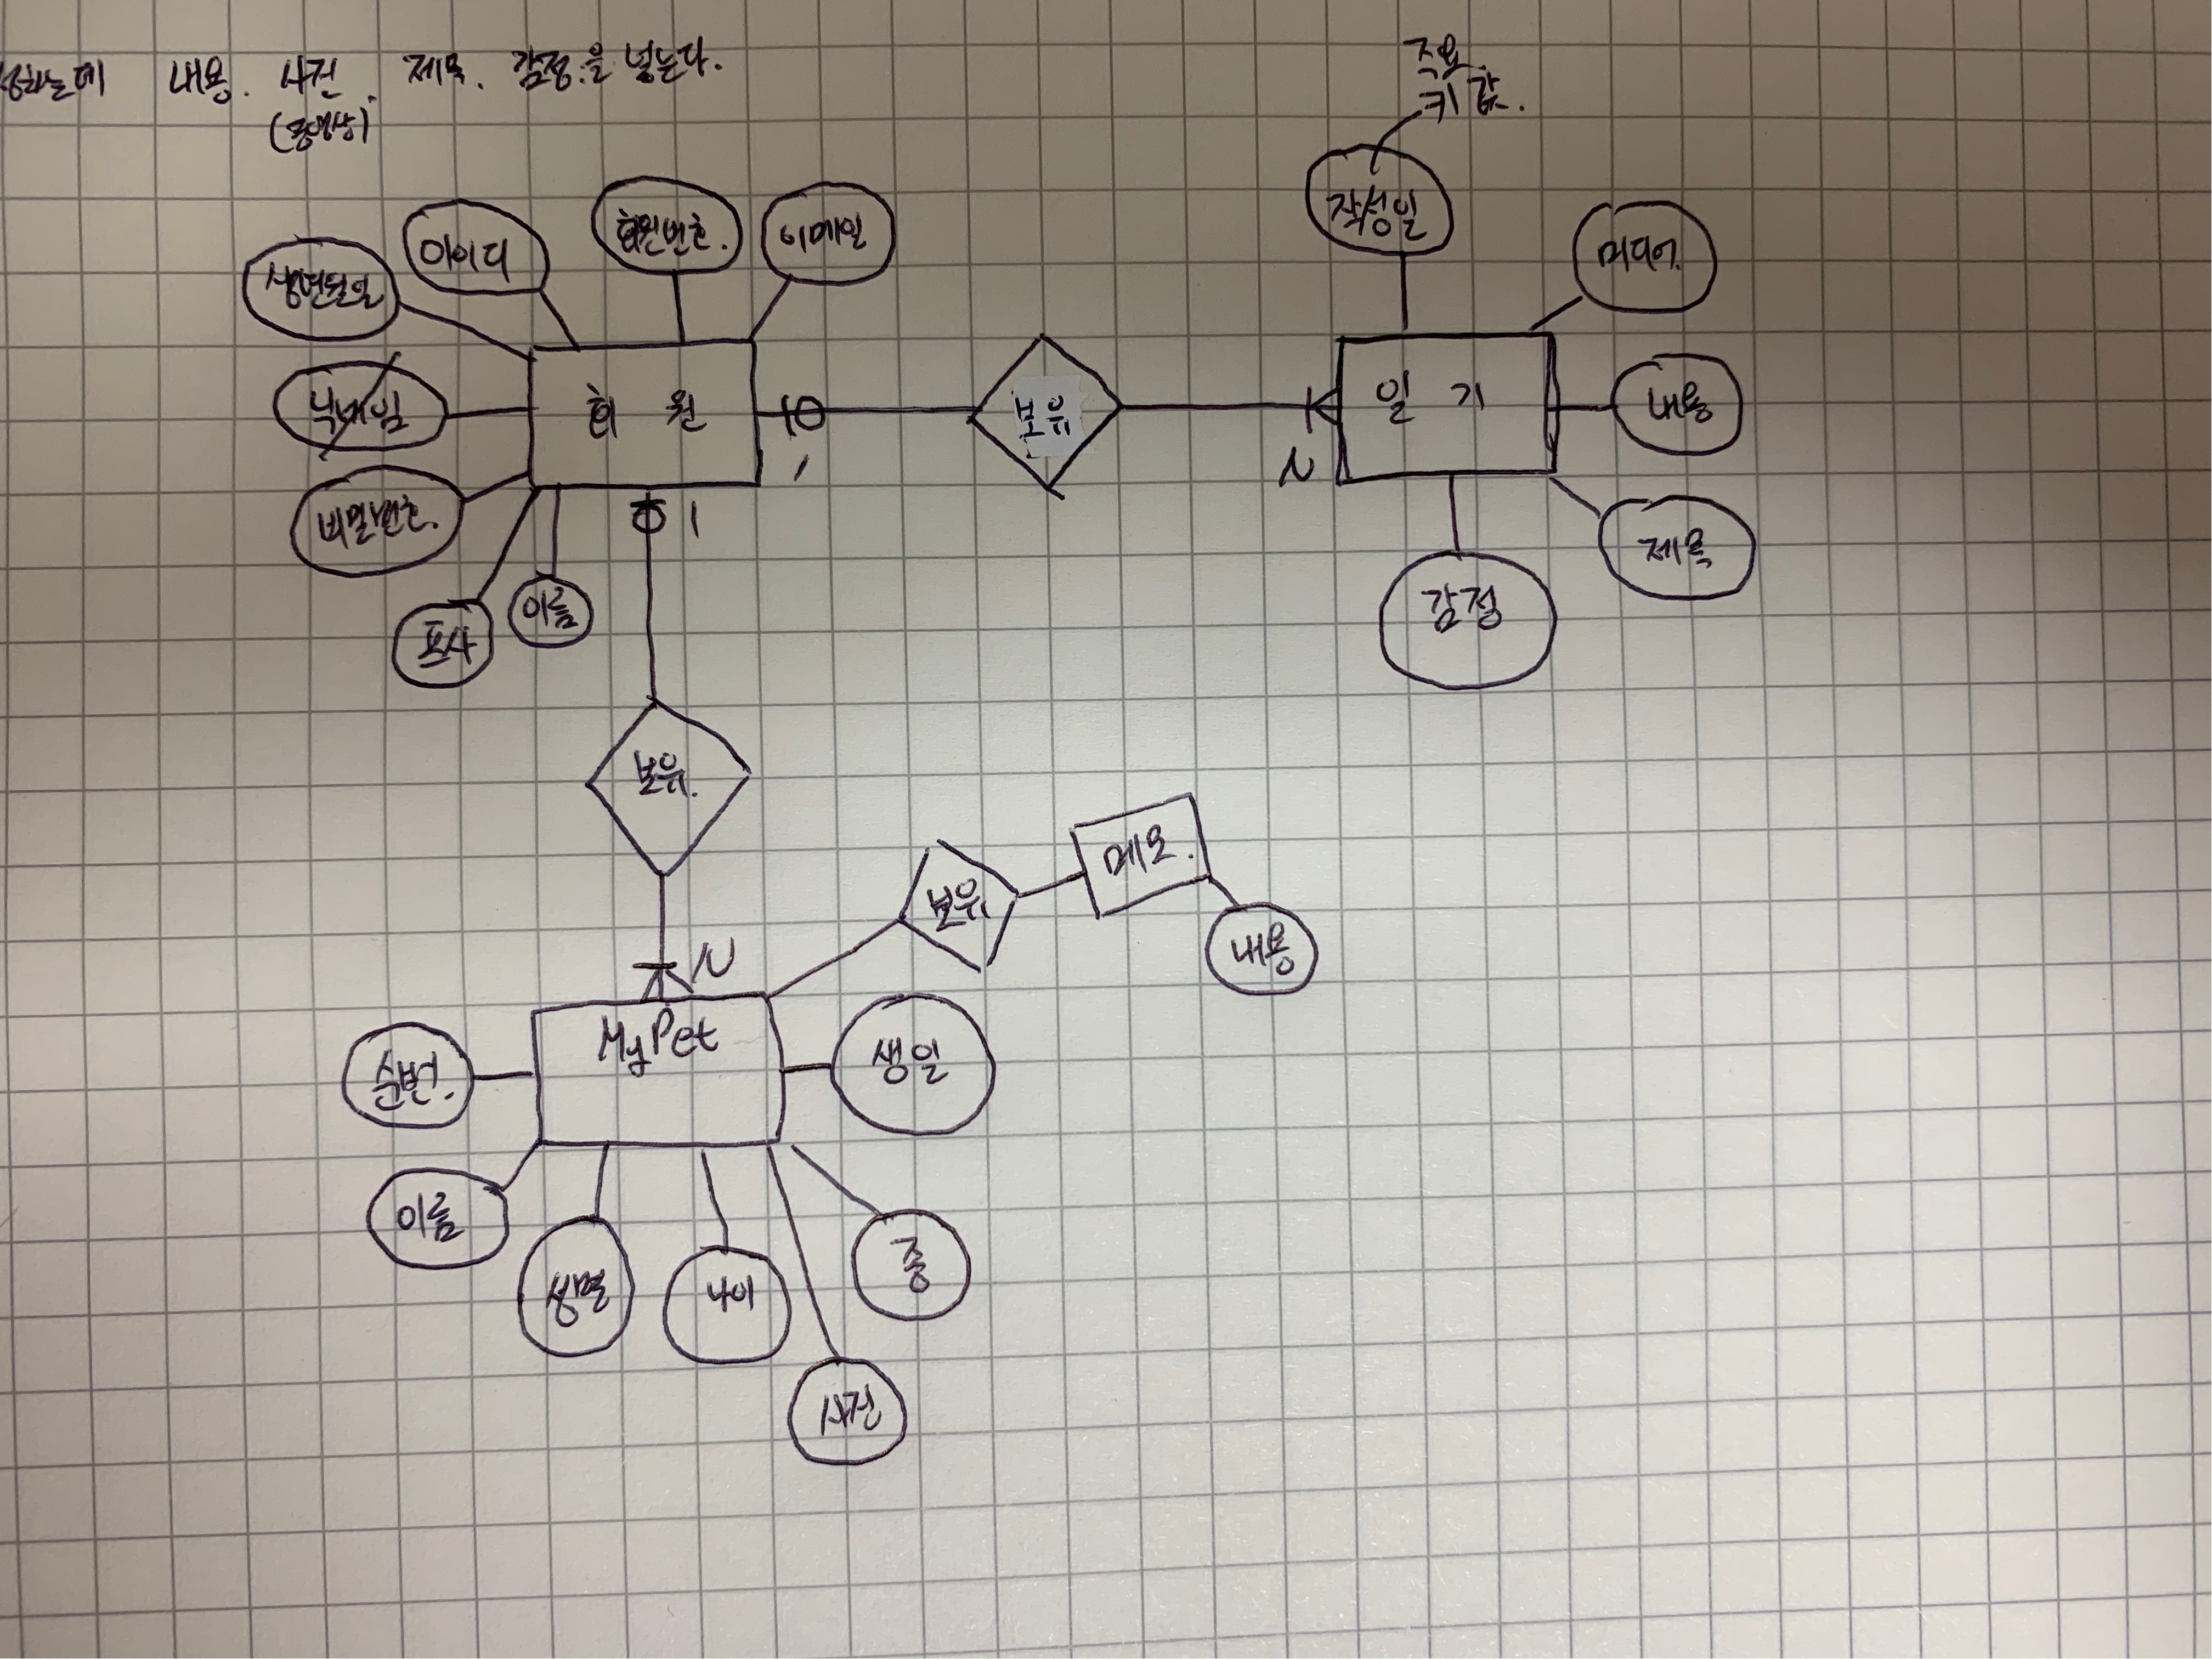 성하는데 내용. 사진. 제목. 감정.을 넣는다.
(동영상)
주요
키 값.
작성일
미디어.
생년월일
아이디
회원번호.
이메일
닉네임
회 원
보유
일 기
내용
1
N
비밀번호.
1
제목
프사
이름
감정
보유.
메모.
보유
내용
N
MyPet
순번.
생일
이름
성별
나이
종
사진